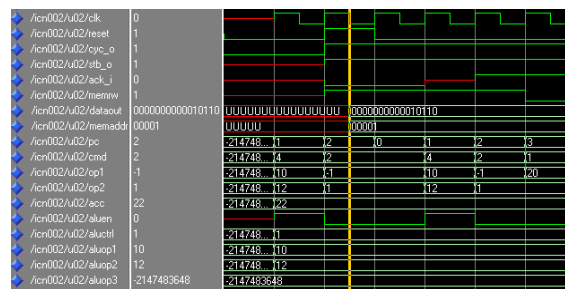 /icn002/u02/clk 0
/icn002/u02/reset 1
/icn002/u02/cyc_o 1
/icn002/u02/stb_o 1
/icn002/u02/ack_i 0
/icn002/u02/memrw 1
/icn002/u02/dataout 0000000000010110 UUUUUUUUUUUUUUUU 0000000000010110
/icn002/u02/memaddr 00001 UUUUU 00001
/icn002/u02/pc 2 -214748... 1 2 0 1 2 3
/icn002/u02/cmd 2 -214748... 4 2 4 2 1
/icn002/u02/op1 -1 -214748... 10 -1 10 -1 20
/icn002/u02/op2 1 -214748... 12 1 12 1
/icn002/u02/acc 22 -214748... 22
/icn002/u02/aluen 0
/icn002/u02/aluctrl 1 -214748... 1
/icn002/u02/aluop1 10 -214748... 10
/icn002/u02/aluop2 12 -214748... 12
/icn002/u02/aluop3 -2147483648 -2147483648